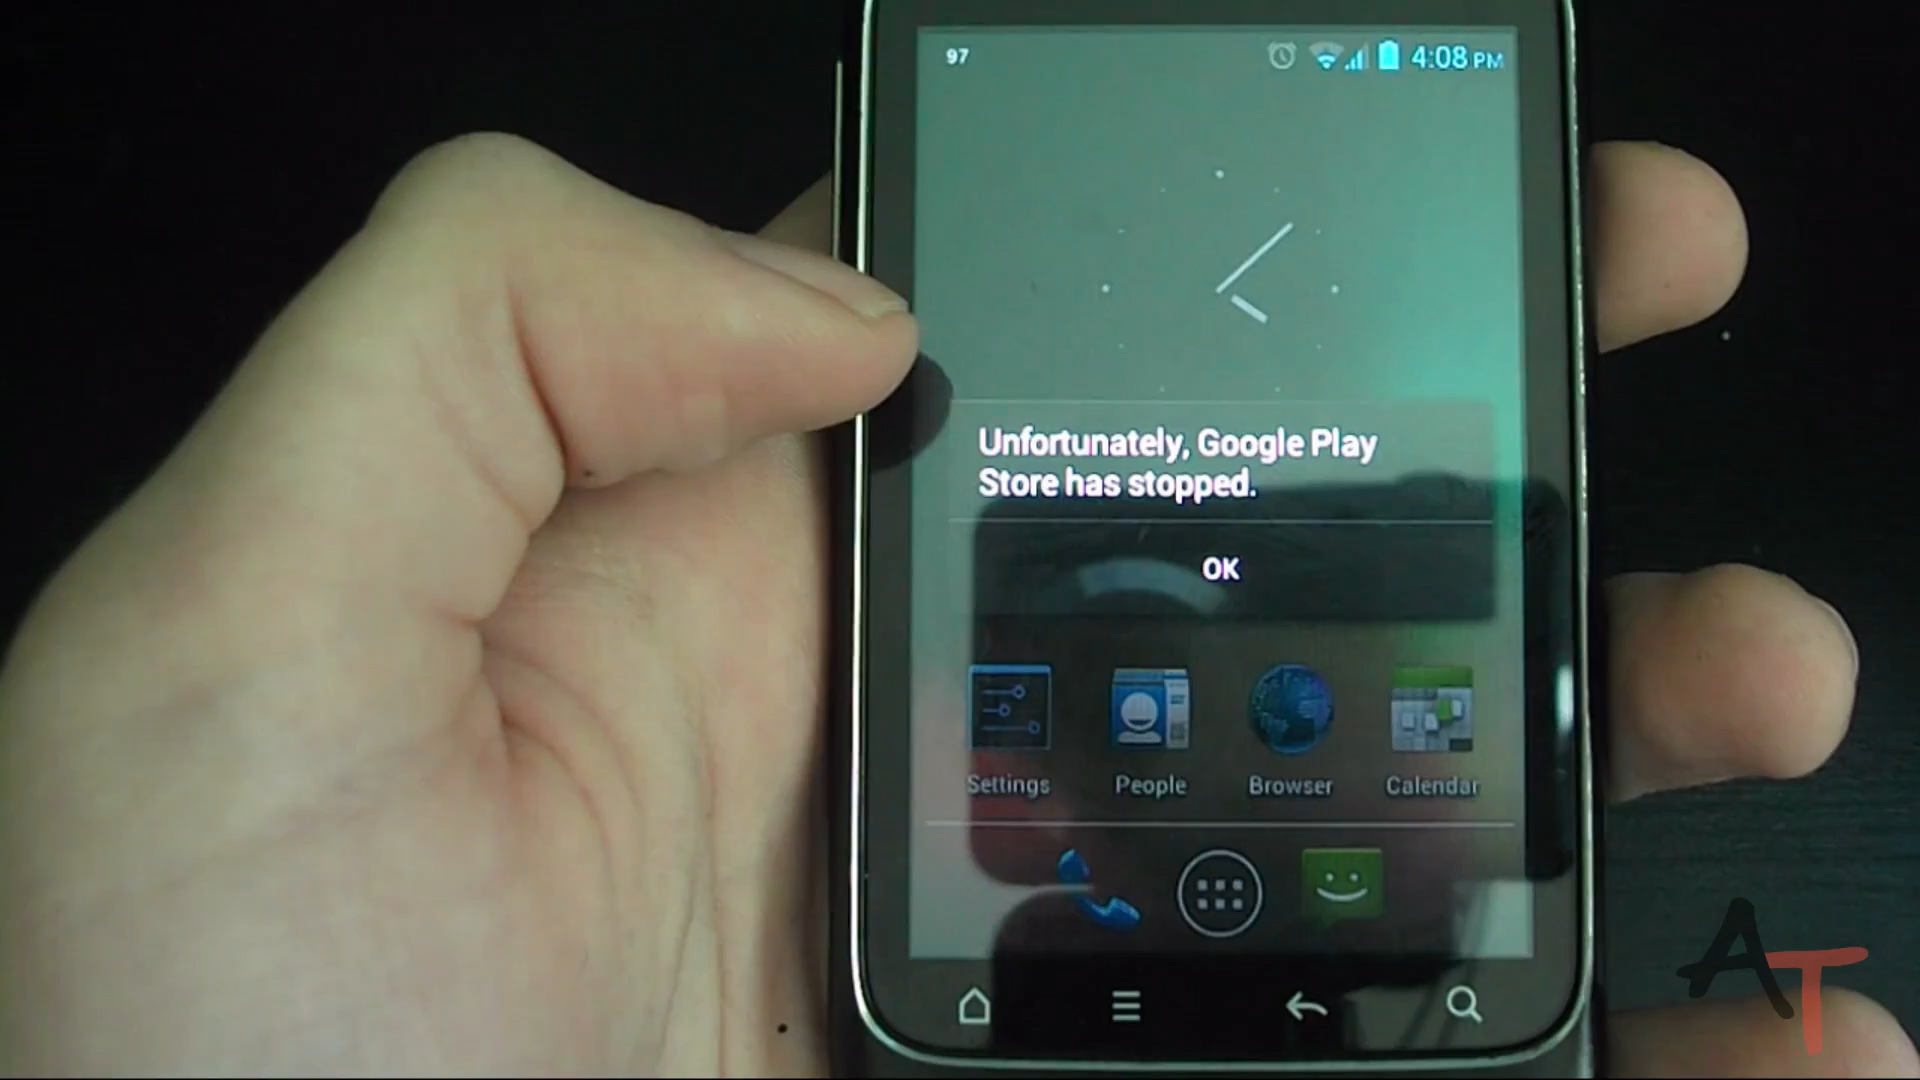 97
4:08 PM
Unfortunately, Google Play
Store has stopped.
OK
Settings
People
Browser
Calendar
AT